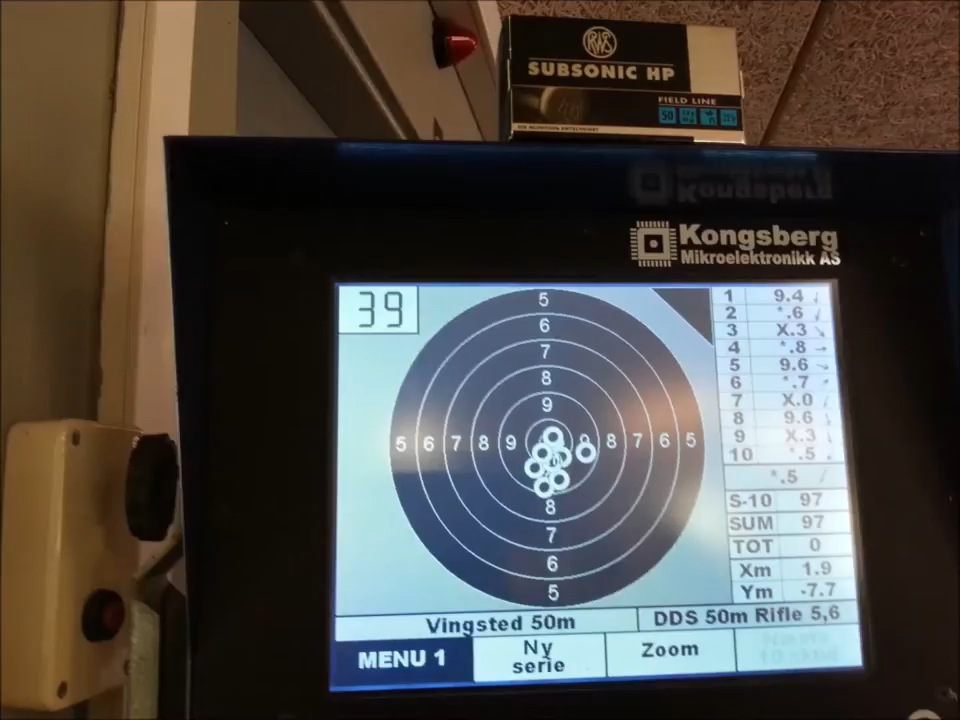 RWS
SUBSONIC HP
FIELD LINE
50
Kongsberg
Mikroelektronikk AS
39
5
6
7
8
9
5 6 7 8 9 9 8 7 6 5
8
7
6
5
1 9.4
2 *.6
3 X.3
4 *.8
5 9.6
6 *.7
7 X.0
8 9.6
9 X.3
10 *.5
*.5
S-10 97
SUM 97
TOT 0
Xm 1.9
Ym -7.7
Vingsted 50m
DDS 50m Rifle 5,6
MENU 1
Ny
serie
Zoom